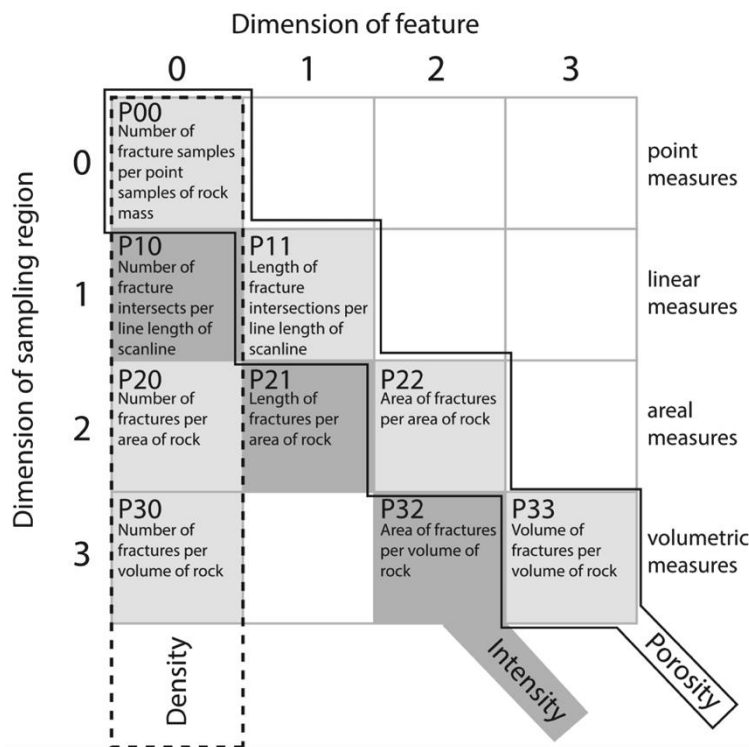 Dimension of feature
0 1 2 3
Dimension of sampling region
0
P00
Number of
fracture samples
per point
samples of rock
mass
point
measures
1
P10
Number of
fracture
intersects per
line length of
scanline
P11
Length of
fracture
intersections per
line length of
scanline
linear
measures
2
P20
Number of
fractures per
area of rock
P21
Length of
fractures per
area of rock
P22
Area of fractures
per area of rock
areal
measures
3
P30
Number of
fractures per
volume of rock
P32
Area of fractures
per volume of
rock
P33
Volume of
fractures per
volume of rock
volumetric
measures
Density
Intensity
Porosity